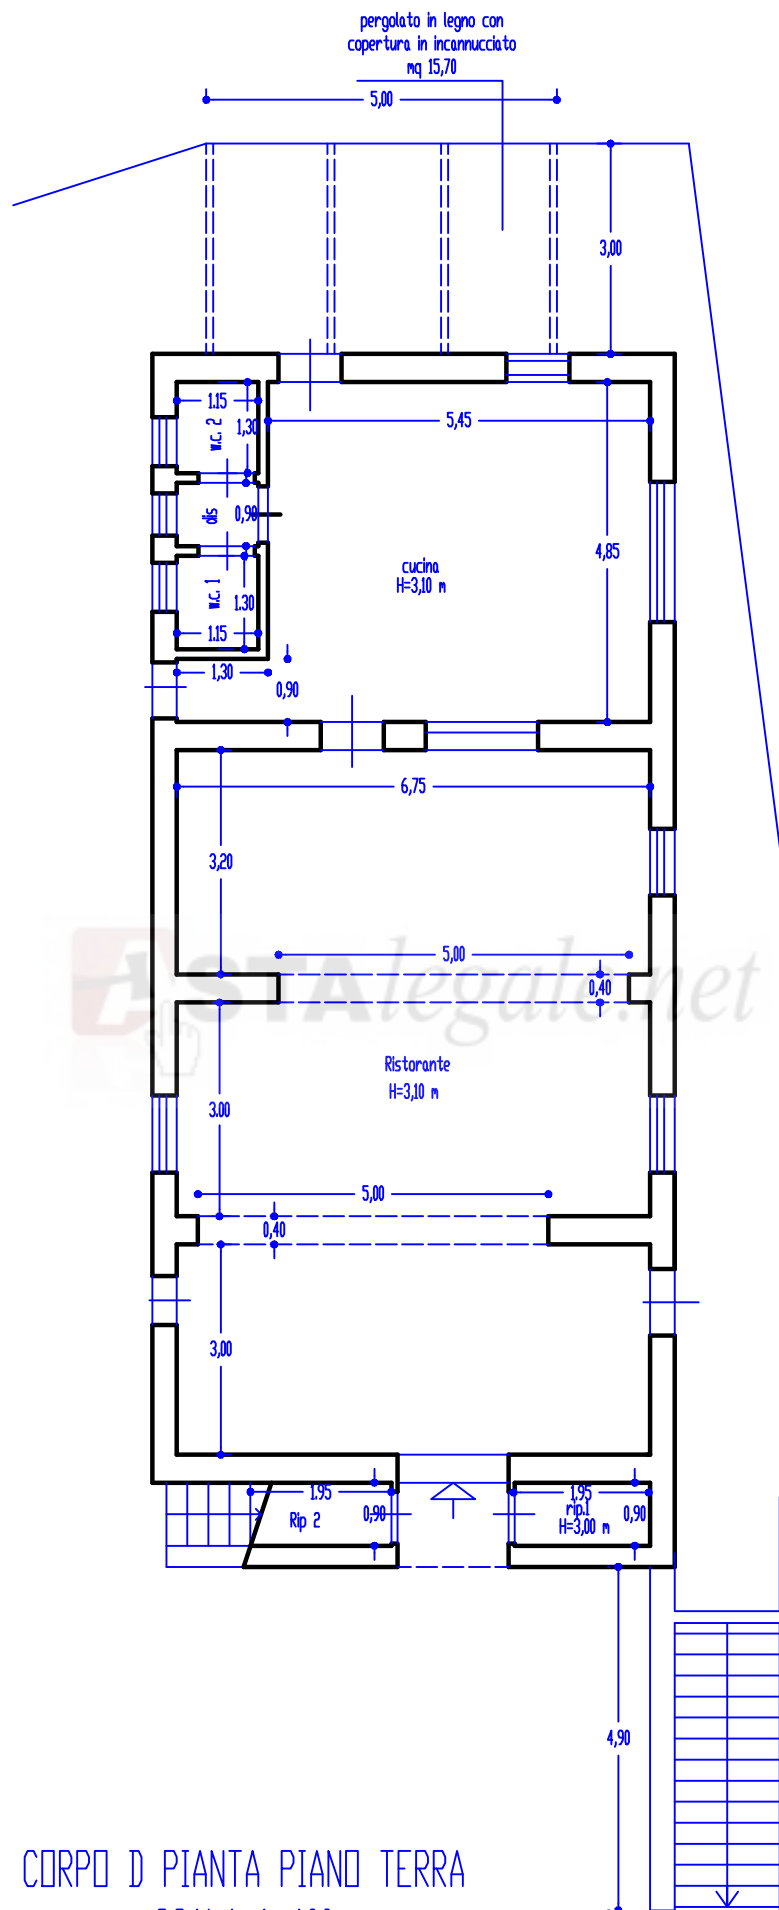 pergolato in legno con
copertura in incannucciato
mq 15,70
5,00
3,00
1.15
w.c. 2
1,30
5,45
dis
0,90
4,85
cucina
H=3,10 m
w.c. 1
1.30
1.15
1,30
0,90
6,75
3,20
5,00
0,40
ASTAlegale.net
Ristorante
H=3,10 m
3.00
5,00
0,40
3,00
1.95
Rip 2
0,90
1.95
rip.1
H=3,00 m
0,90
4,90
CORPO D PIANTA PIANO TERRA